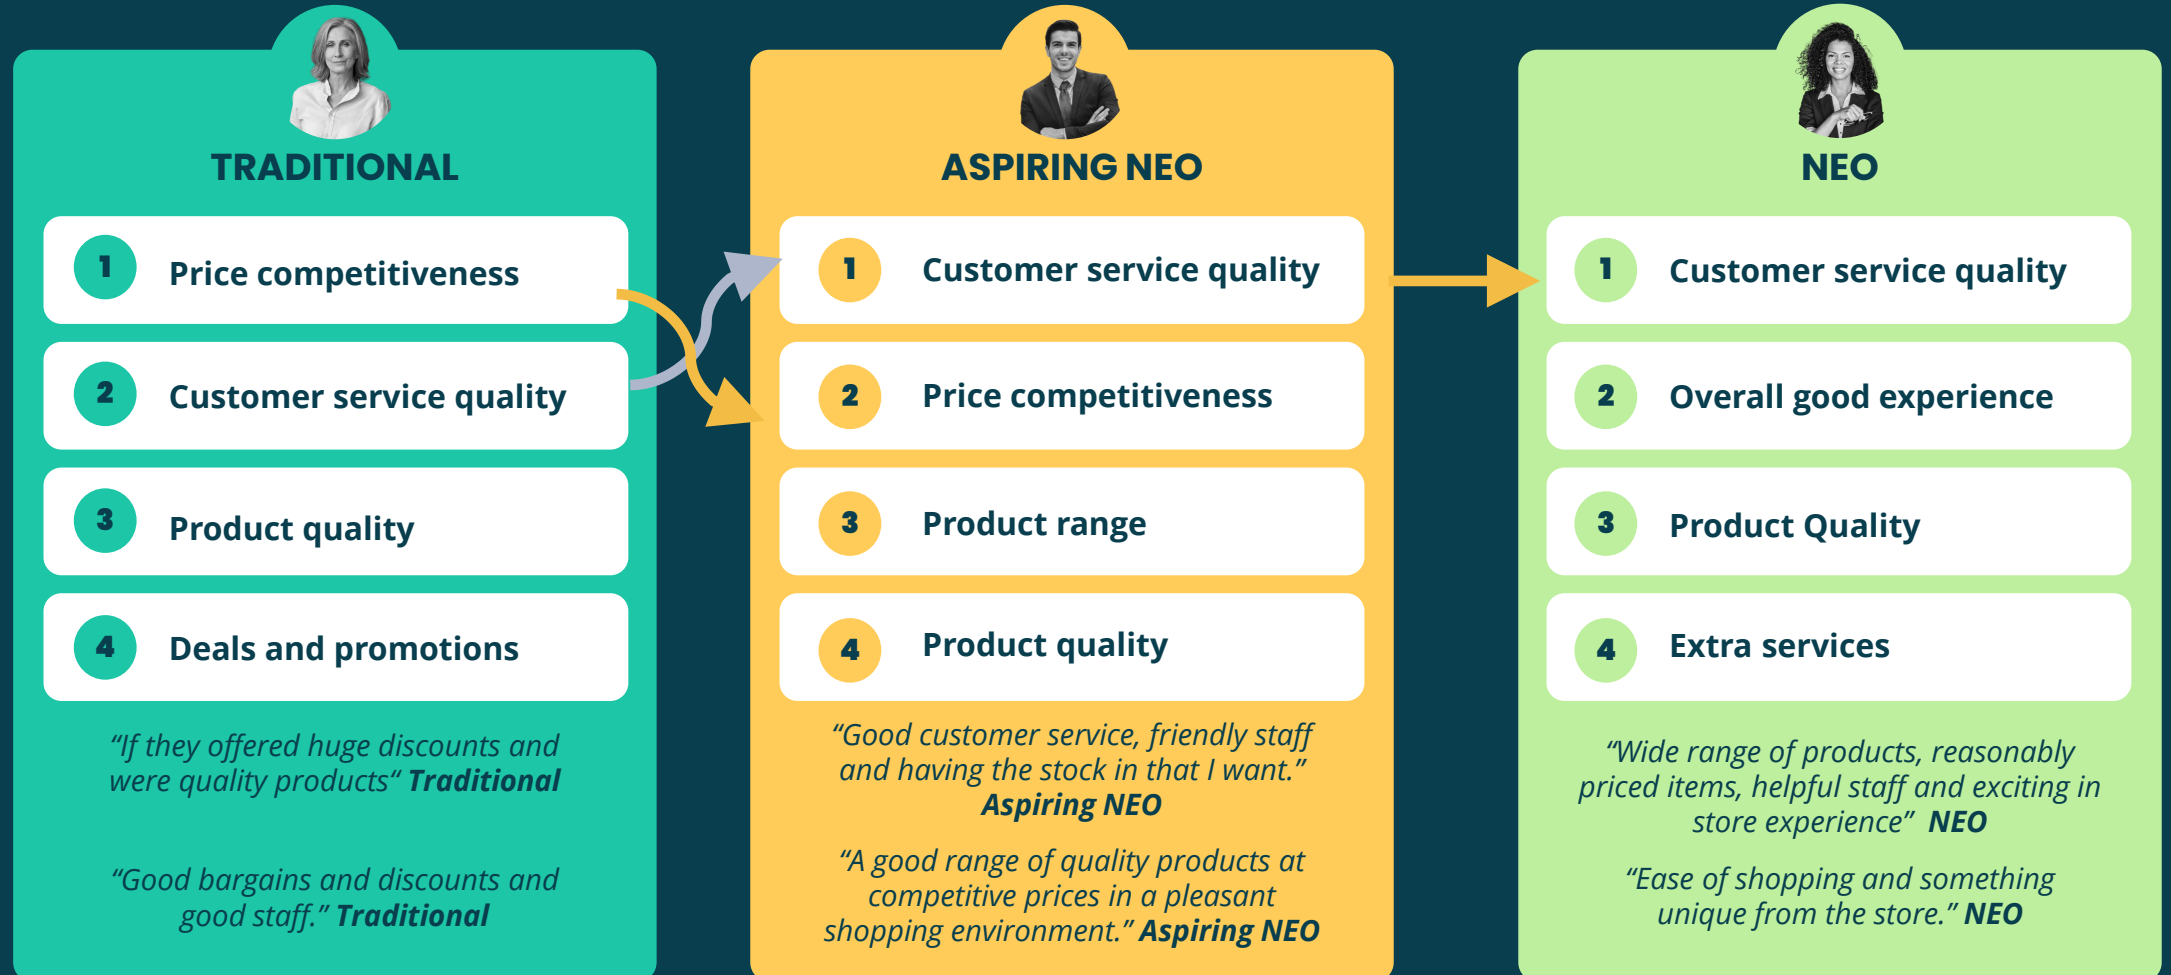 TRADITIONAL
1 Price competitiveness
2 Customer service quality
3 Product quality
4 Deals and promotions
“If they offered huge discounts and
were quality products“ Traditional
“Good bargains and discounts and
good staff.” Traditional
ASPIRING NEO
1 Customer service quality
2 Price competitiveness
3 Product range
4 Product quality
“Good customer service, friendly staff
and having the stock in that I want.”
Aspiring NEO
“A good range of quality products at
competitive prices in a pleasant
shopping environment.” Aspiring NEO
NEO
1 Customer service quality
2 Overall good experience
3 Product Quality
4 Extra services
“Wide range of products, reasonably
priced items, helpful staff and exciting in
store experience” NEO
“Ease of shopping and something
unique from the store.” NEO